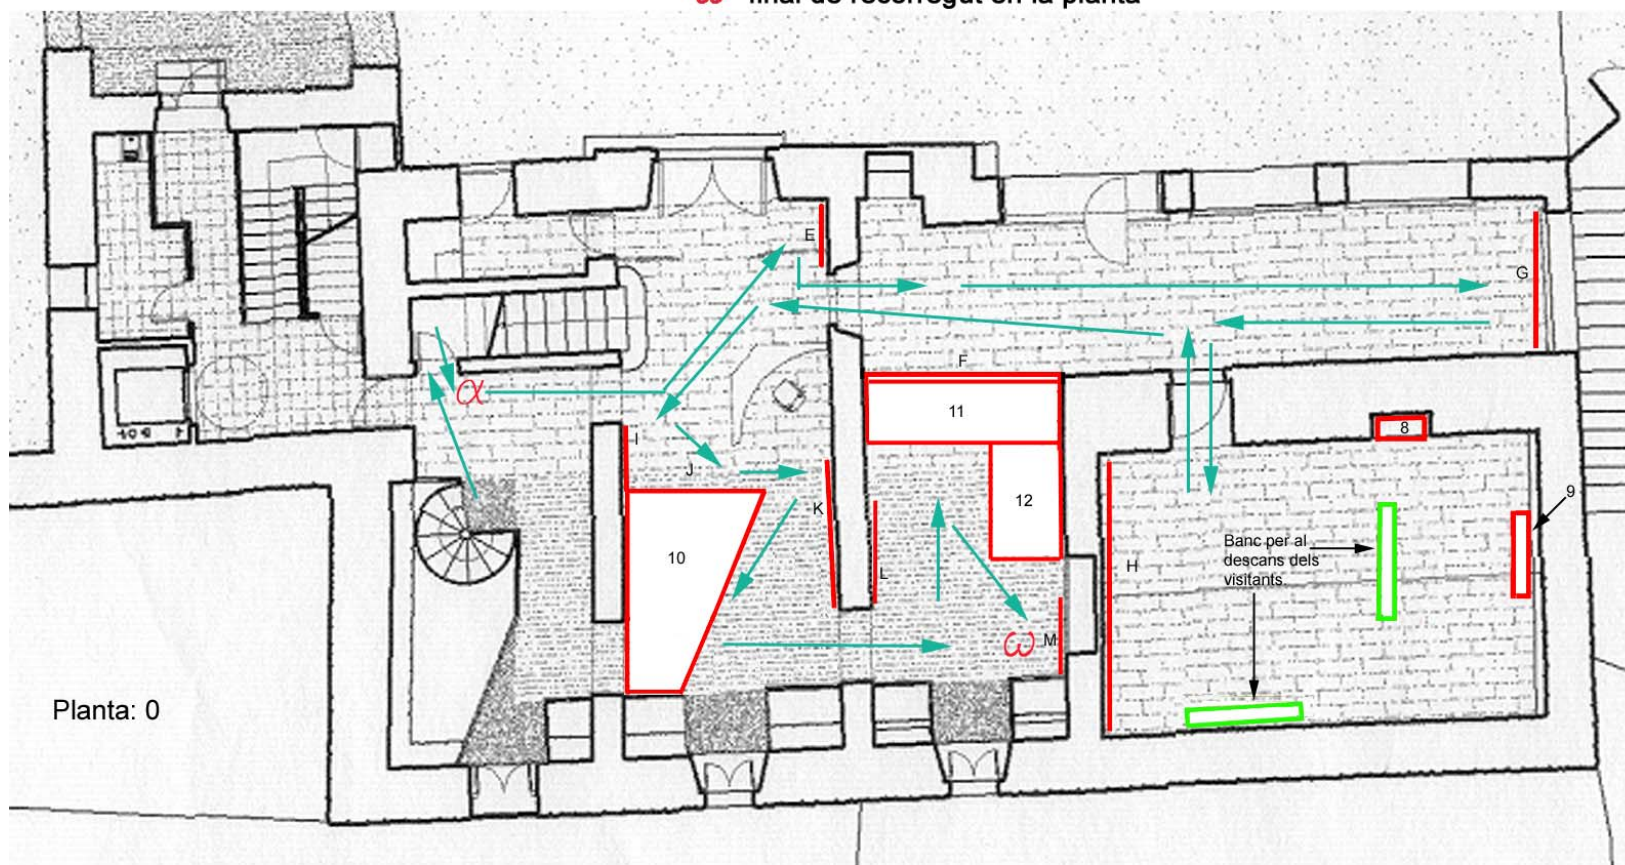 ω final de recorregut en la planta
E
G
F
α
11
8
I
J
9
K
12
10
Banc per al
descans dels
visitants.
H
L
ω
M
Planta: 0